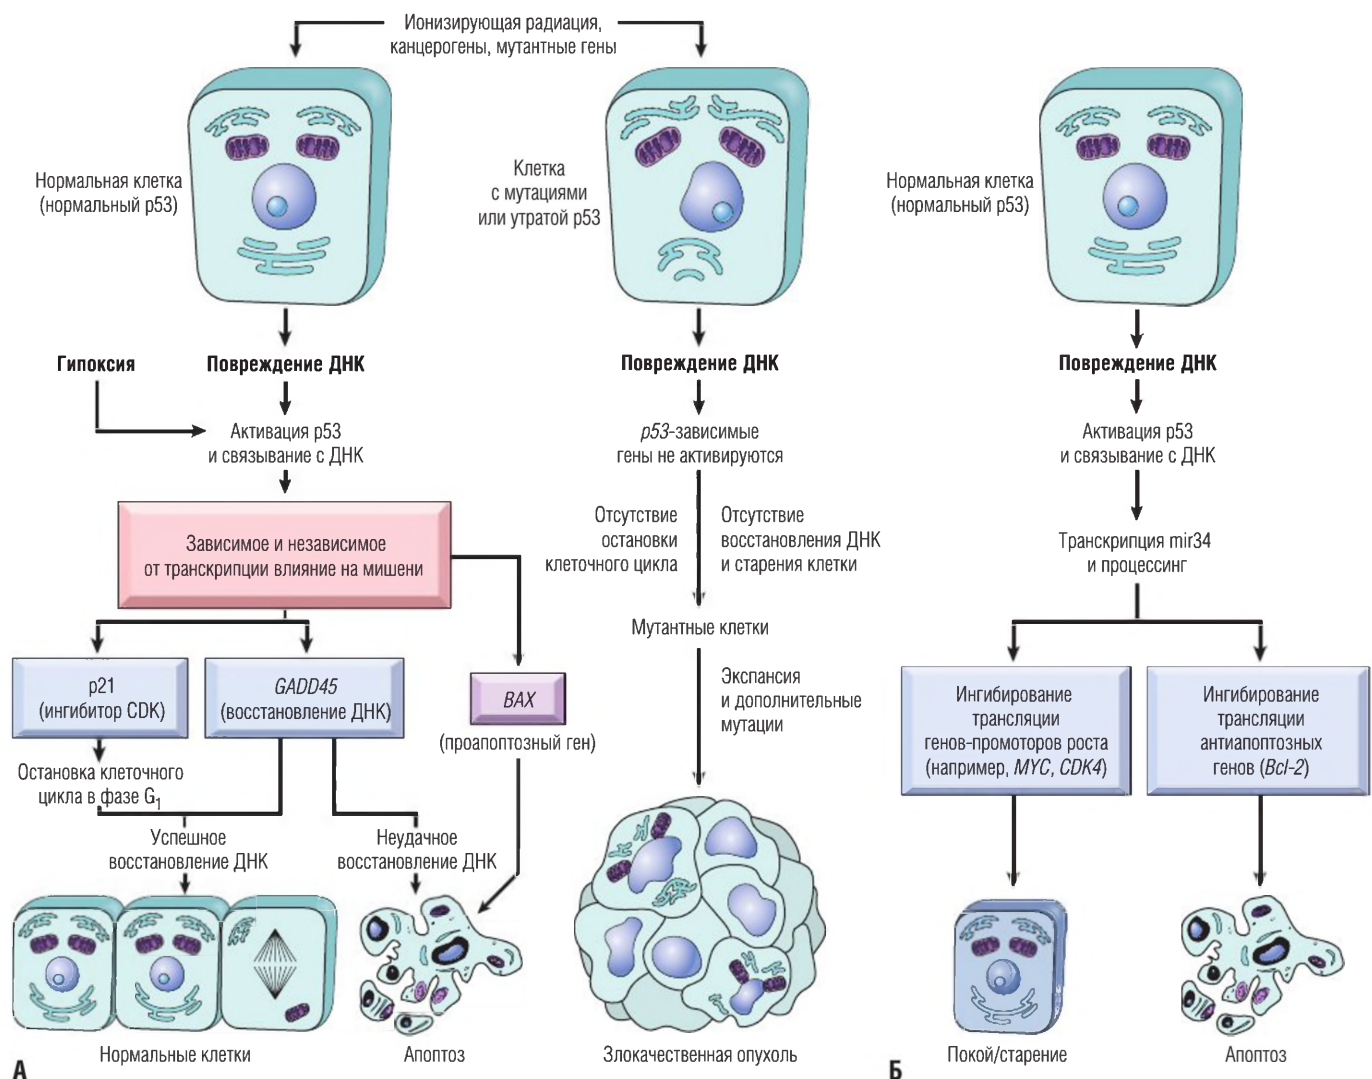 Ионизирующая радиация,
канцерогены, мутантные гены
Нормальная клетка
(нормальный p53)
Клетка
с мутациями
или утратой p53
Нормальная клетка
(нормальный p53)
Гипоксия
Повреждение ДНК
Активация p53
и связывание с ДНК
Зависимое и независимое
от транскрипции влияние на мишени
p21
(ингибитор CDK)
GADD45
(восстановление ДНК)
BAX
(проапоптозный ген)
Остановка клеточного
цикла в фазе G1
Успешное
восстановление ДНК
Неудачное
восстановление ДНК
Нормальные клетки
Апоптоз
А
Повреждение ДНК
p53-зависимые
гены не активируются
Отсутствие
остановки
клеточного цикла
Отсутствие
восстановления ДНК
и старения клетки
Мутантные клетки
Экспансия
и дополнительные
мутации
Злокачественная опухоль
Повреждение ДНК
Активация p53
и связывание с ДНК
Транскрипция mir34
и процессинг
Ингибирование
трансляции
генов-промоторов роста
(например, MYC, CDK4)
Ингибирование
трансляции
антиапоптозных
генов (Bcl-2)
Покой/старение
Апоптоз
Б